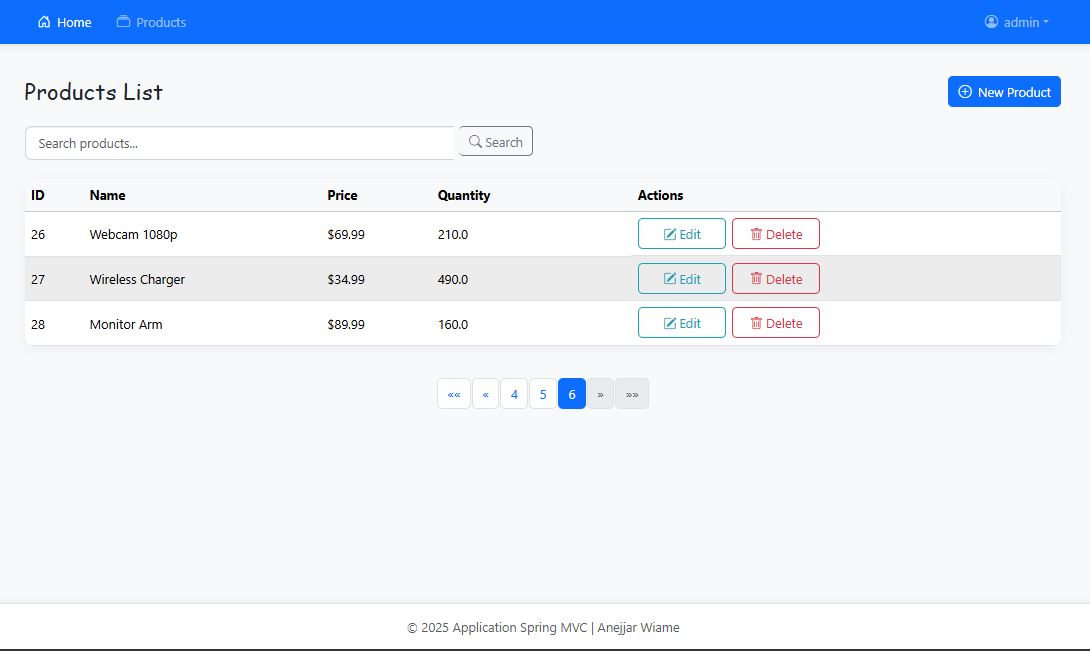 Home Products admin
Products List New Product
Search products... Search
ID Name Price Quantity Actions
26 Webcam 1080p $69.99 210.0 Edit Delete
27 Wireless Charger $34.99 490.0 Edit Delete
28 Monitor Arm $89.99 160.0 Edit Delete
«« « 4 5 6 » »»
© 2025 Application Spring MVC | Anejjar Wiame